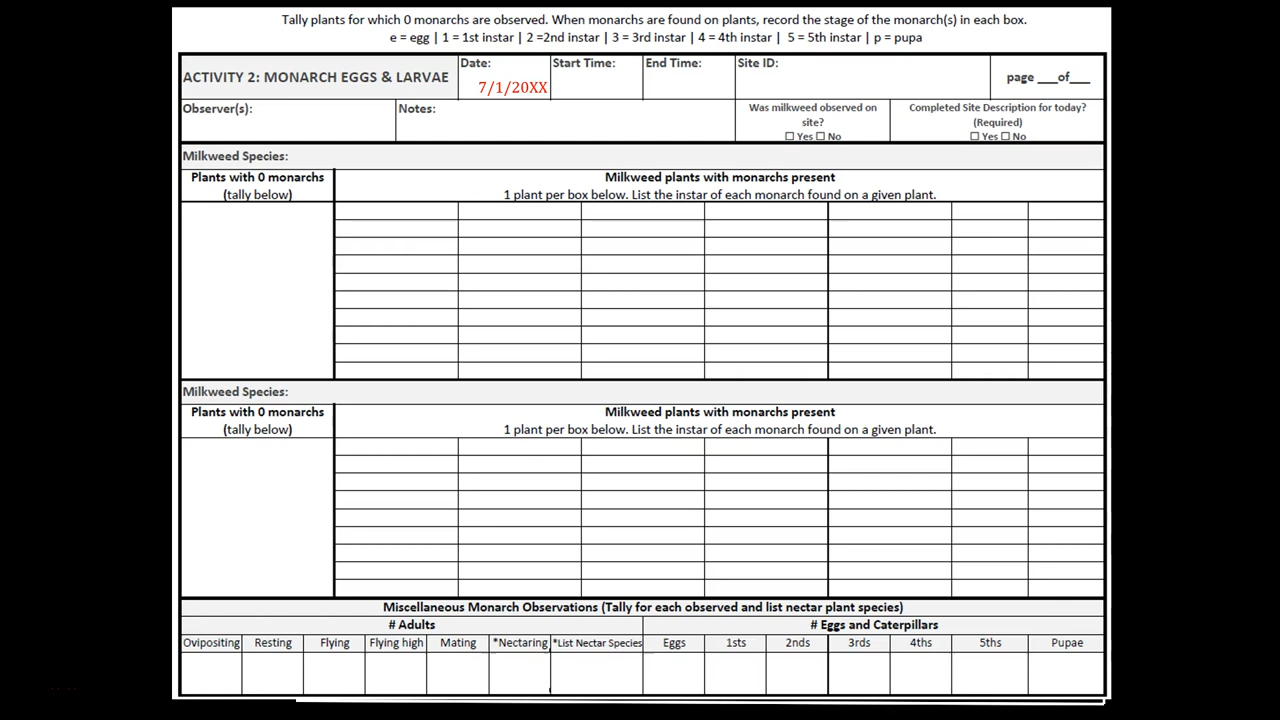 Tally plants for which 0 monarchs are observed. When monarchs are found on plants, record the stage of the monarch(s) in each box.
e = egg | 1 = 1st instar | 2 =2nd instar | 3 = 3rd instar | 4 = 4th instar | 5 = 5th instar | p = pupa
ACTIVITY 2: MONARCH EGGS & LARVAE
Date:
7/1/20XX
Start Time:
End Time:
Site ID:
page ___of___
Observer(s):
Notes:
Was milkweed observed on
site?
☐ Yes ☐ No
Completed Site Description for today?
(Required)
☐ Yes ☐ No
Milkweed Species:
Plants with 0 monarchs
(tally below)
Milkweed plants with monarchs present
1 plant per box below. List the instar of each monarch found on a given plant.
Milkweed Species:
Plants with 0 monarchs
(tally below)
Milkweed plants with monarchs present
1 plant per box below. List the instar of each monarch found on a given plant.
Miscellaneous Monarch Observations (Tally for each observed and list nectar plant species)
# Adults
# Eggs and Caterpillars
Ovipositing Resting Flying Flying high Mating *Nectaring *List Nectar Species Eggs 1sts 2nds 3rds 4ths 5ths Pupae